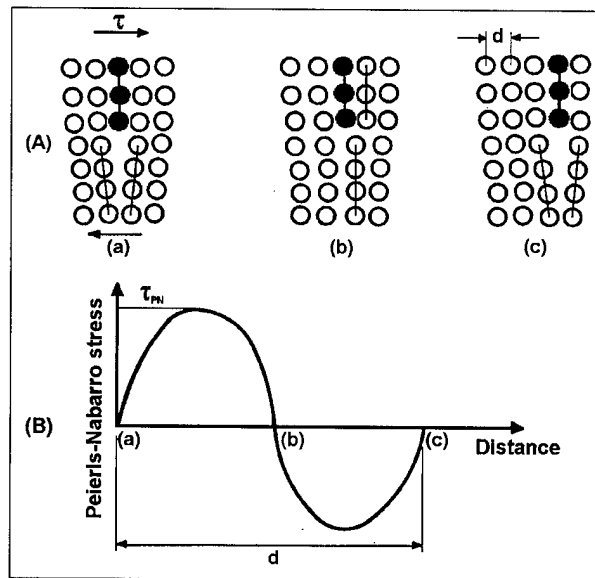 τ
d
(A)
(a)
(b)
(c)
τPN
Peierls-Nabarro stress
(B)
(a)
(b)
(c)
Distance
d